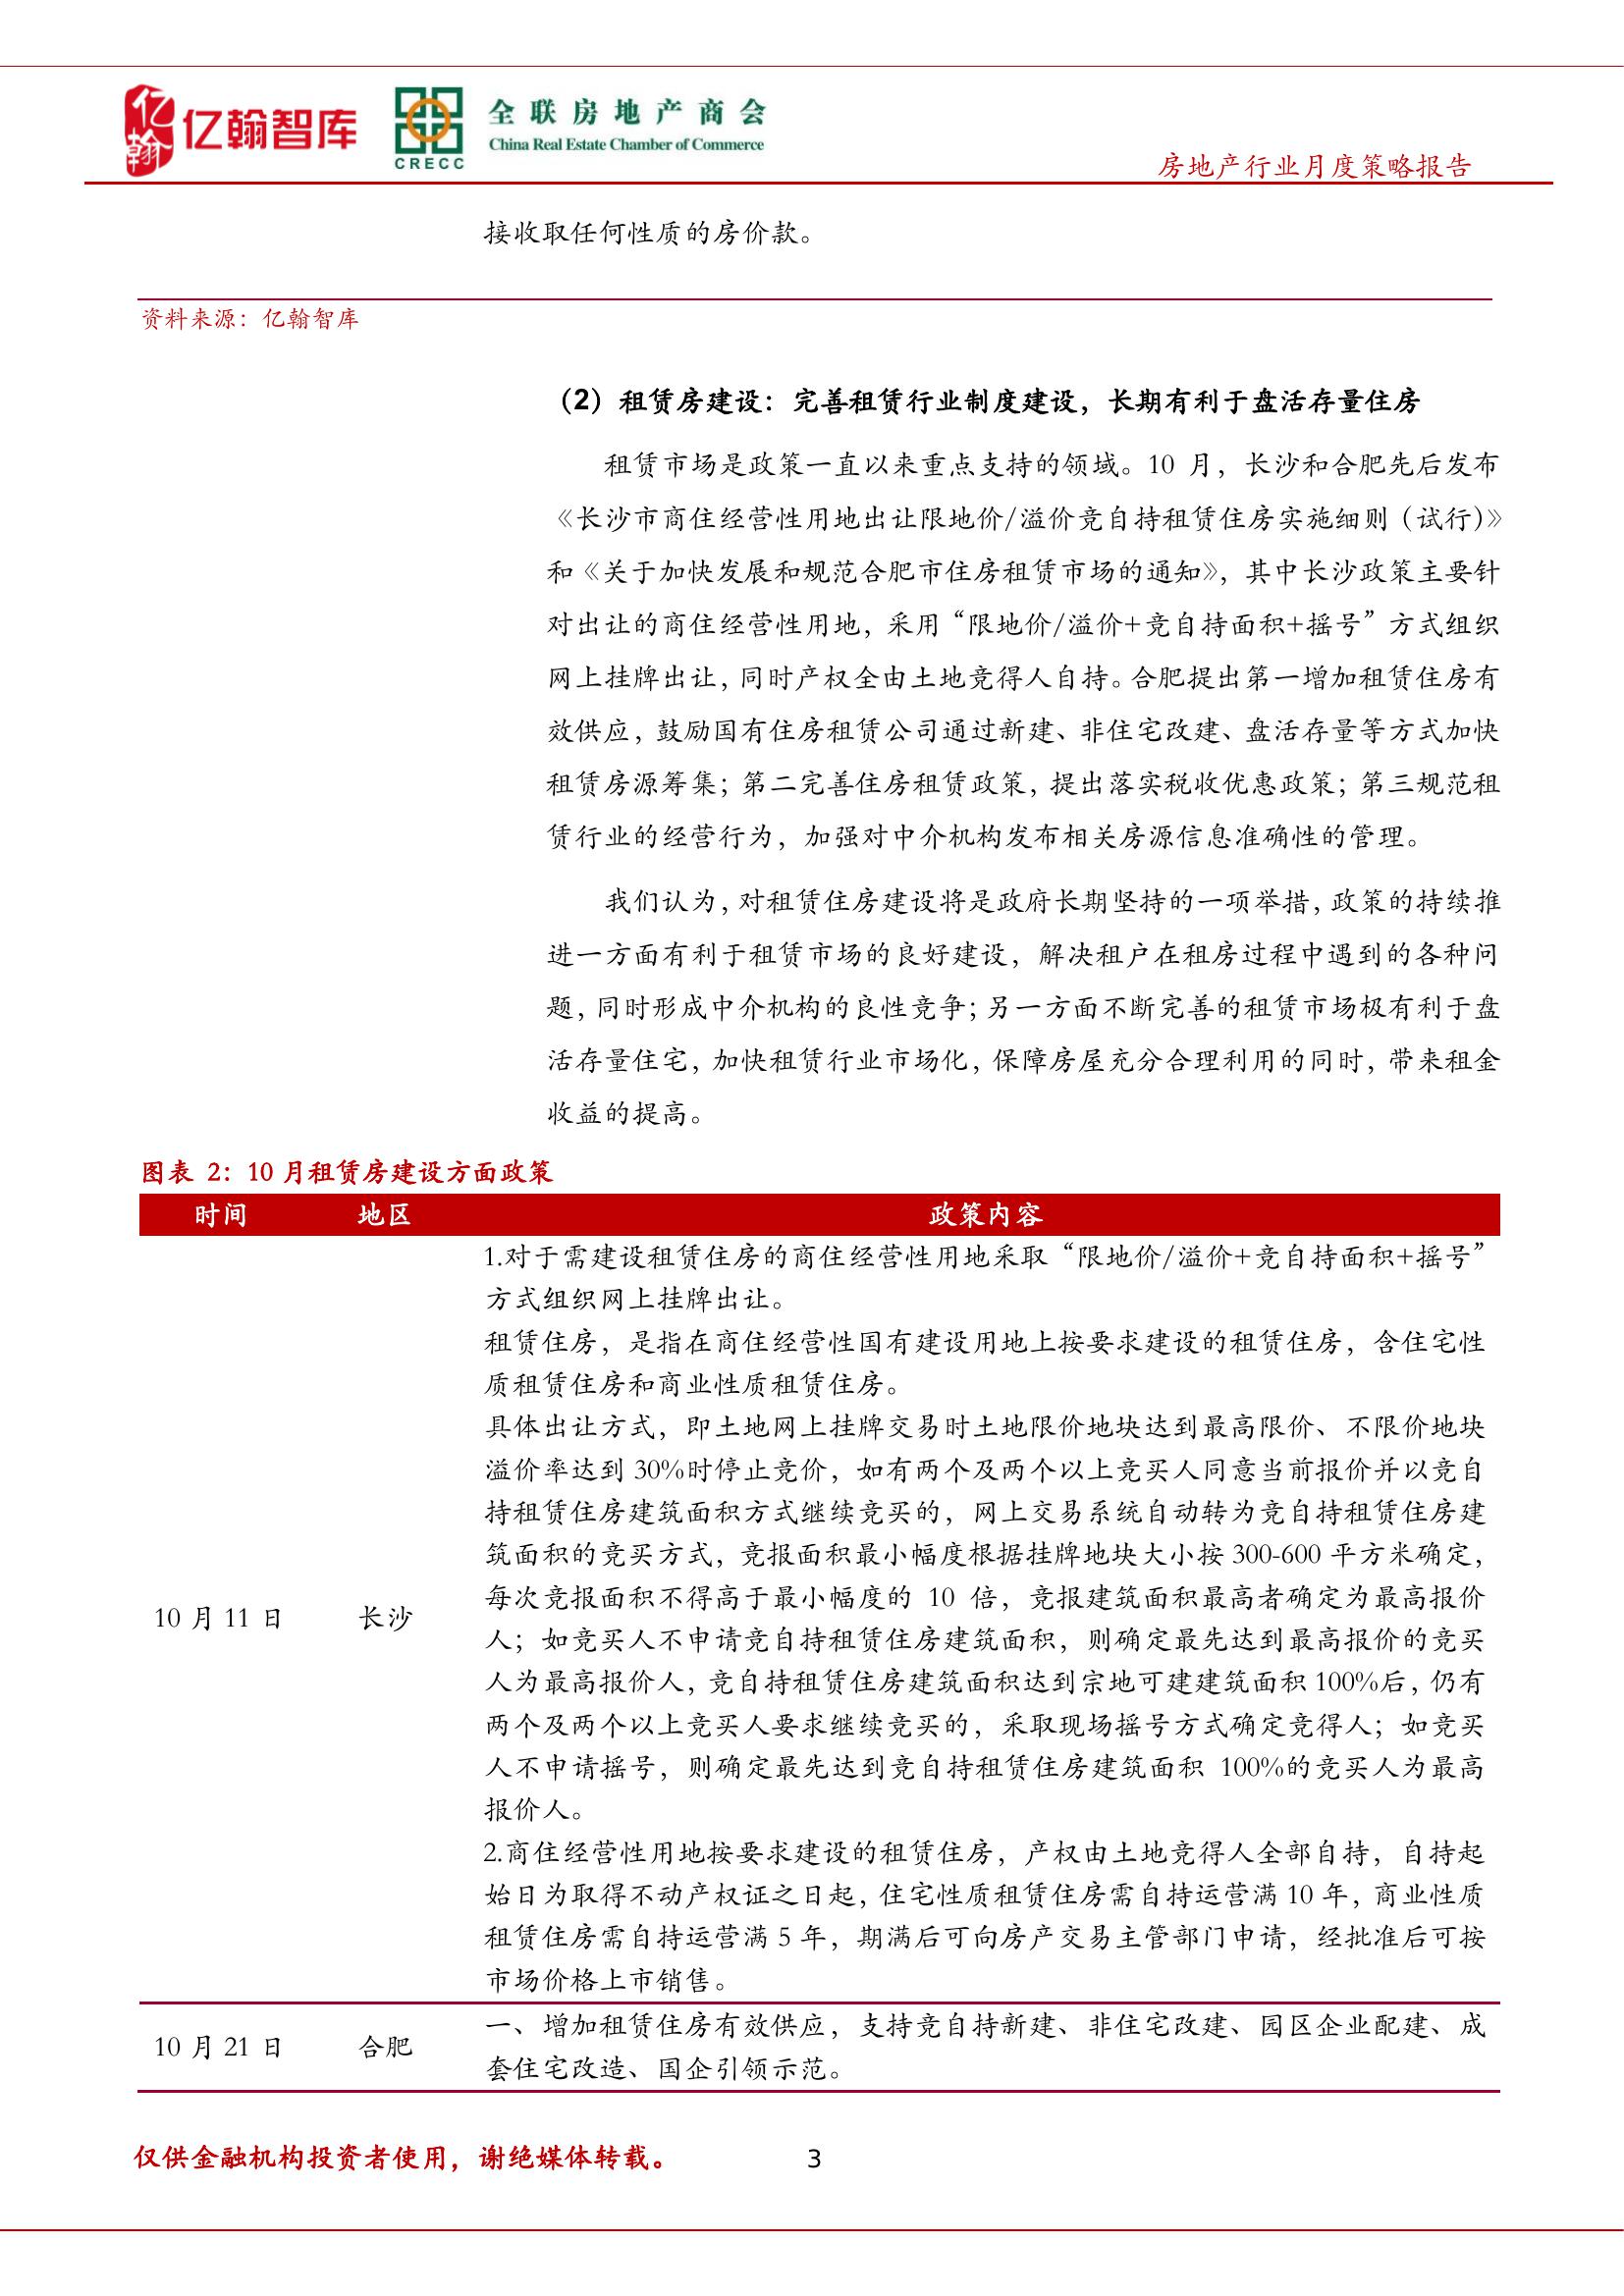 亿翰
亿翰智库
CRECC
全联房地产商会
China Real Estate Chamber of Commerce
房地产行业月度策略报告
接收取任何性质的房价款。
资料来源：亿翰智库
（2）租赁房建设：完善租赁行业制度建设，长期有利于盘活存量住房
租赁市场是政策一直以来重点支持的领域。10 月，长沙和合肥先后发布
《长沙市商住经营性用地出让限地价/溢价竞自持租赁住房实施细则（试行）》
和《关于加快发展和规范合肥市住房租赁市场的通知》，其中长沙政策主要针
对出让的商住经营性用地，采用“限地价/溢价+竞自持面积+摇号”方式组织
网上挂牌出让，同时产权全由土地竞得人自持。合肥提出第一增加租赁住房有
效供应，鼓励国有住房租赁公司通过新建、非住宅改建、盘活存量等方式加快
租赁房源筹集；第二完善住房租赁政策，提出落实税收优惠政策；第三规范租
赁行业的经营行为，加强对中介机构发布相关房源信息准确性的管理。
我们认为，对租赁住房建设将是政府长期坚持的一项举措，政策的持续推
进一方面有利于租赁市场的良好建设，解决租户在租房过程中遇到的各种问
题，同时形成中介机构的良性竞争；另一方面不断完善的租赁市场极有利于盘
活存量住宅，加快租赁行业市场化，保障房屋充分合理利用的同时，带来租金
收益的提高。
图表 2：10 月租赁房建设方面政策
时间 地区 政策内容
1.对于需建设租赁住房的商住经营性用地采取“限地价/溢价+竞自持面积+摇号”
方式组织网上挂牌出让。
租赁住房，是指在商住经营性国有建设用地上按要求建设的租赁住房，含住宅性
质租赁住房和商业性质租赁住房。
具体出让方式，即土地网上挂牌交易时土地限价地块达到最高限价、不限价地块
溢价率达到 30%时停止竞价，如有两个及两个以上竞买人同意当前报价并以竞自
持租赁住房建筑面积方式继续竞买的，网上交易系统自动转为竞自持租赁住房建
筑面积的竞买方式，竞报面积最小幅度根据挂牌地块大小按 300-600 平方米确定，
每次竞报面积不得高于最小幅度的 10 倍，竞报建筑面积最高者确定为最高报价
10 月 11 日 长沙
人；如竞买人不申请竞自持租赁住房建筑面积，则确定最先达到最高报价的竞买
人为最高报价人，竞自持租赁住房建筑面积达到宗地可建建筑面积 100%后，仍有
两个及两个以上竞买人要求继续竞买的，采取现场摇号方式确定竞得人；如竞买
人不申请摇号，则确定最先达到竞自持租赁住房建筑面积 100%的竞买人为最高
报价人。
2.商住经营性用地按要求建设的租赁住房，产权由土地竞得人全部自持，自持起
始日为取得不动产权证之日起，住宅性质租赁住房需自持运营满 10 年，商业性质
租赁住房需自持运营满 5 年，期满后可向房产交易主管部门申请，经批准后可按
市场价格上市销售。
10 月 21 日 合肥
一、增加租赁住房有效供应，支持竞自持新建、非住宅改建、园区企业配建、成
套住宅改造、国企引领示范。
仅供金融机构投资者使用，谢绝媒体转载。
3